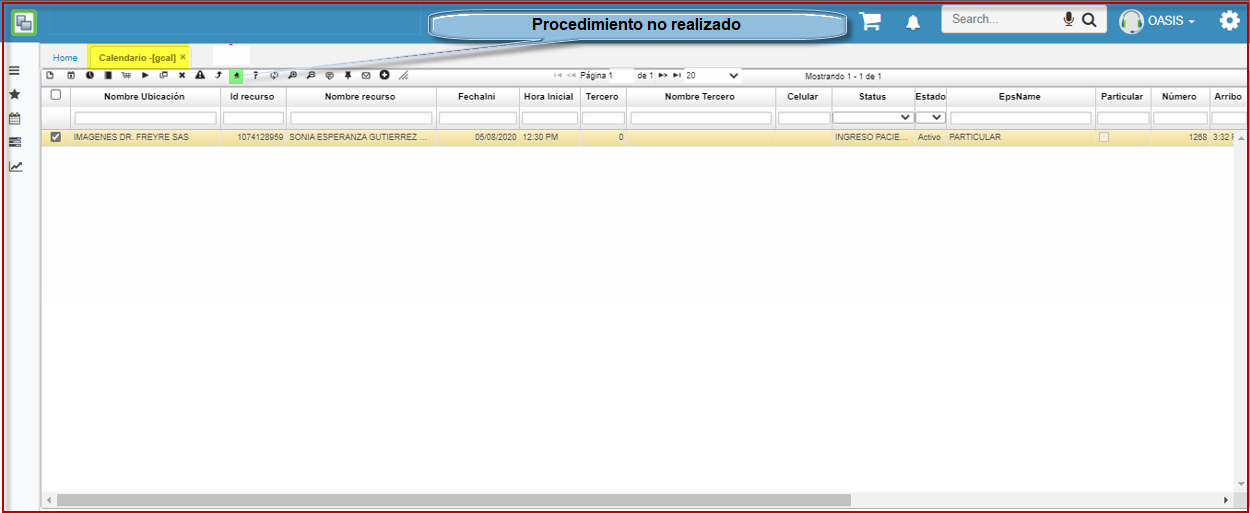 Procedimiento no realizado
Search...
OASIS
Home
Calendario -[gcal] ×
Página 1 de 1 20
Mostrando 1 - 1 de 1
Nombre Ubicación Id recurso Nombre recurso FechaIni Hora Inicial Tercero Nombre Tercero Celular Status Estado EpsName Particular Número Arribo
IMAGENES DR. FREYRE SAS 1074128959 SONIA ESPERANZA GUTIERREZ ... 05/08/2020 12:30 PM 0 INGRESO PACIE... Activo PARTICULAR 1268 3:32